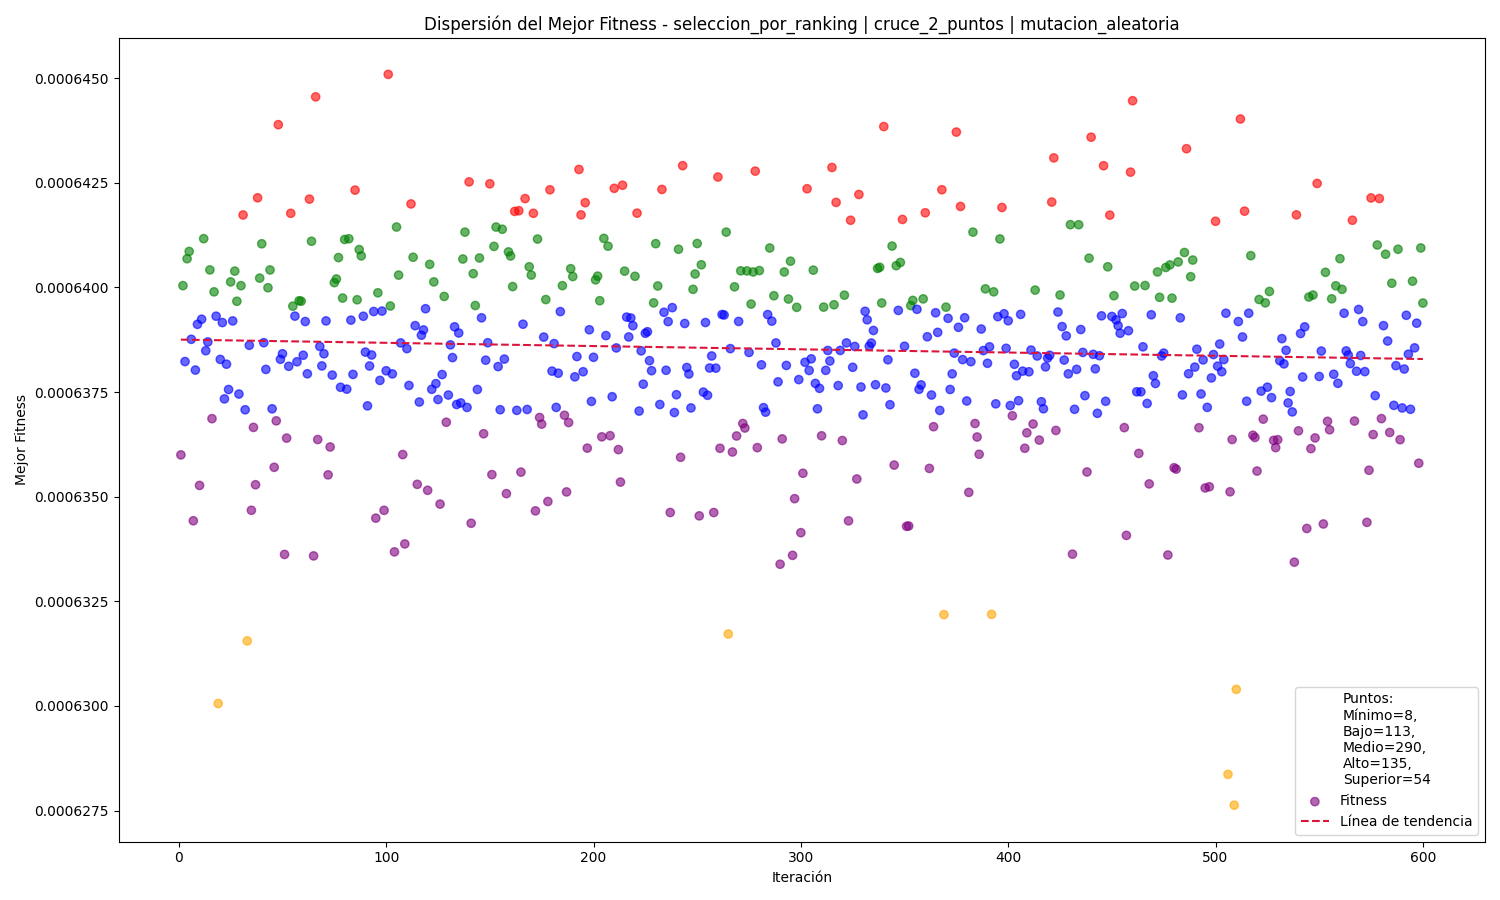 Dispersión del Mejor Fitness - seleccion_por_ranking | cruce_2_puntos | mutacion_aleatoria
Mejor Fitness
0.0006450
0.0006425
0.0006400
0.0006375
0.0006350
0.0006325
0.0006300
0.0006275
Puntos:
Mínimo=8,
Bajo=113,
Medio=290,
Alto=135,
Superior=54
Fitness
Línea de tendencia
0
100
200
300
400
500
600
Iteración